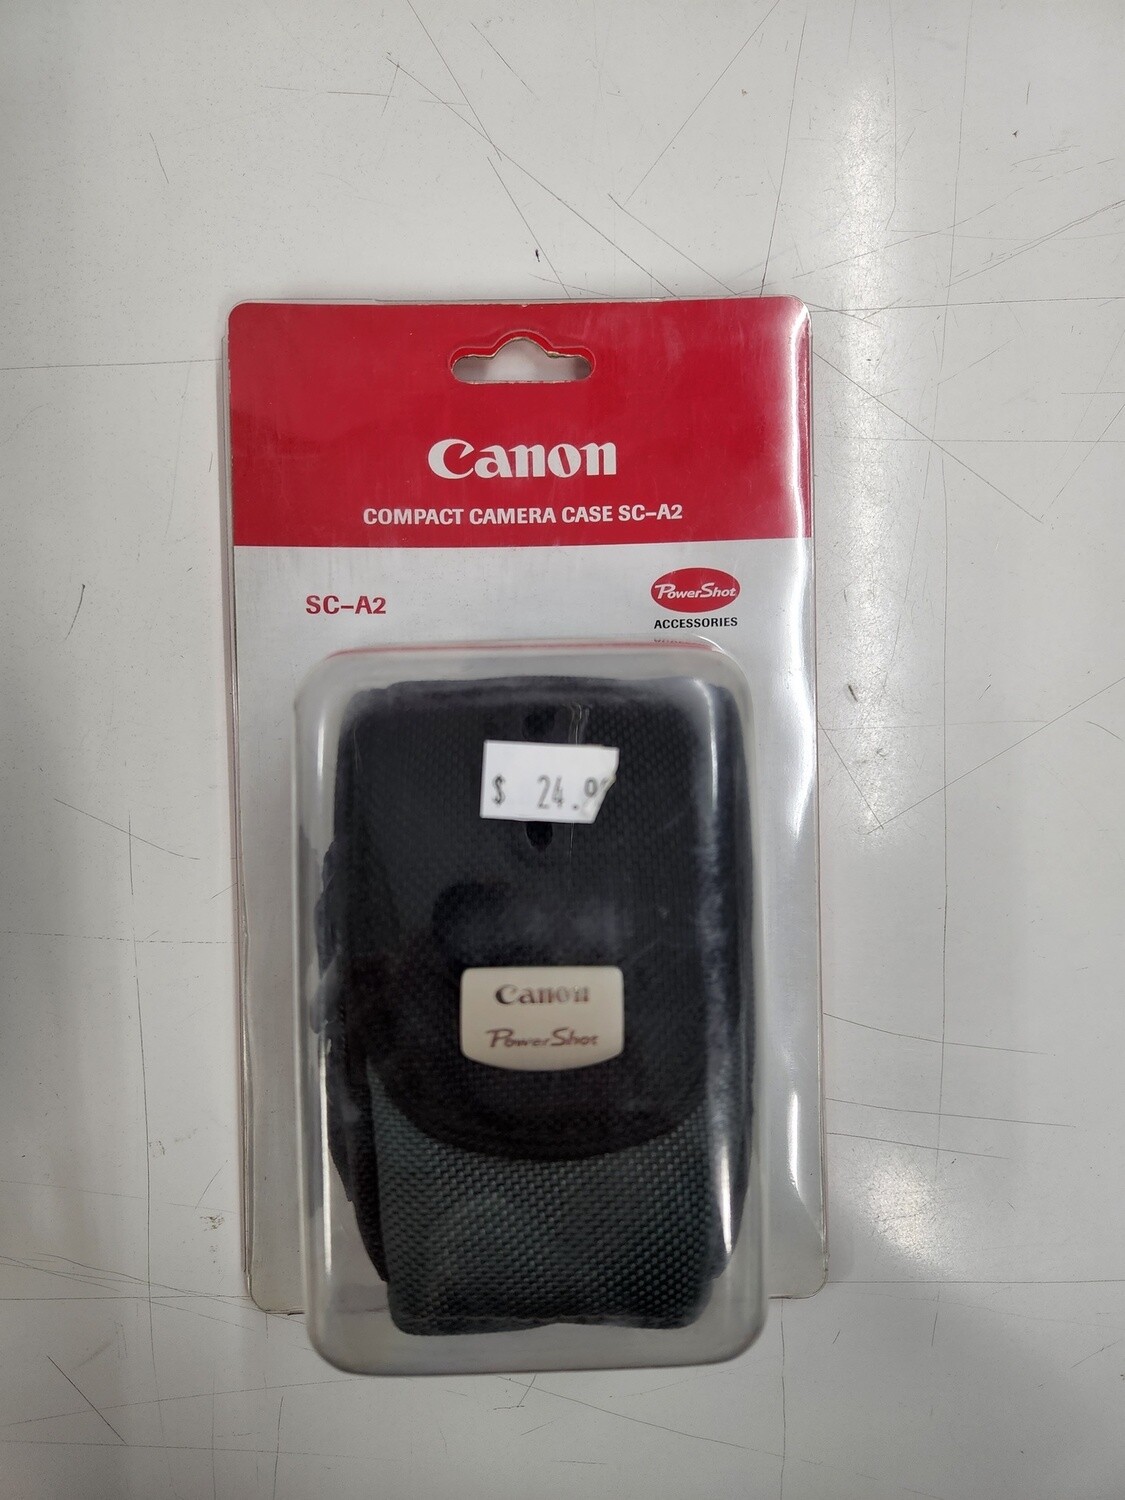 Canon
COMPACT CAMERA CASE SC-A2
SC-A2
PowerShot
ACCESSORIES
$ 24.9
Canon
PowerShot